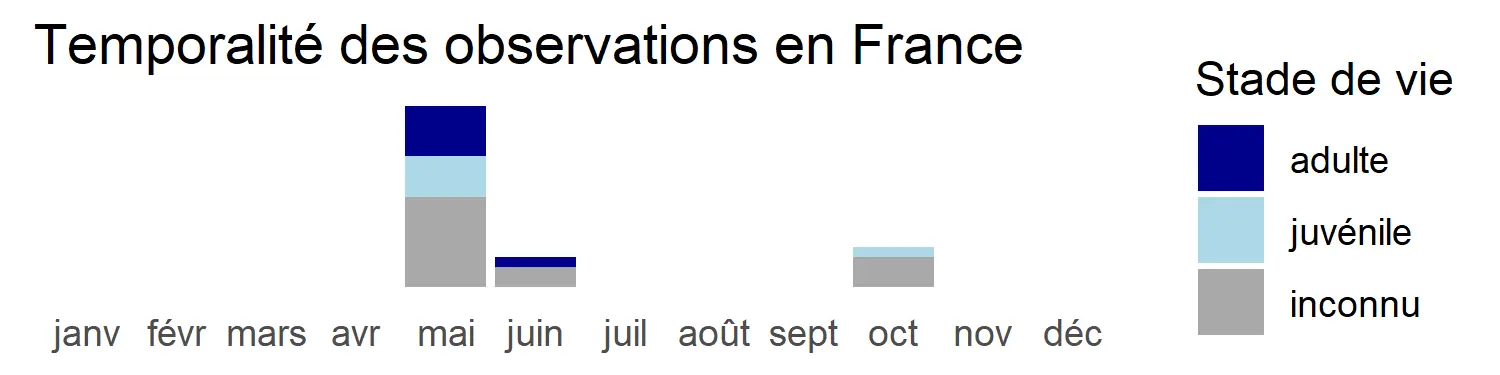 Temporalité des observations en France
janv févr mars avr mai juin juil août sept oct nov déc
Stade de vie
adulte
juvénile
inconnu